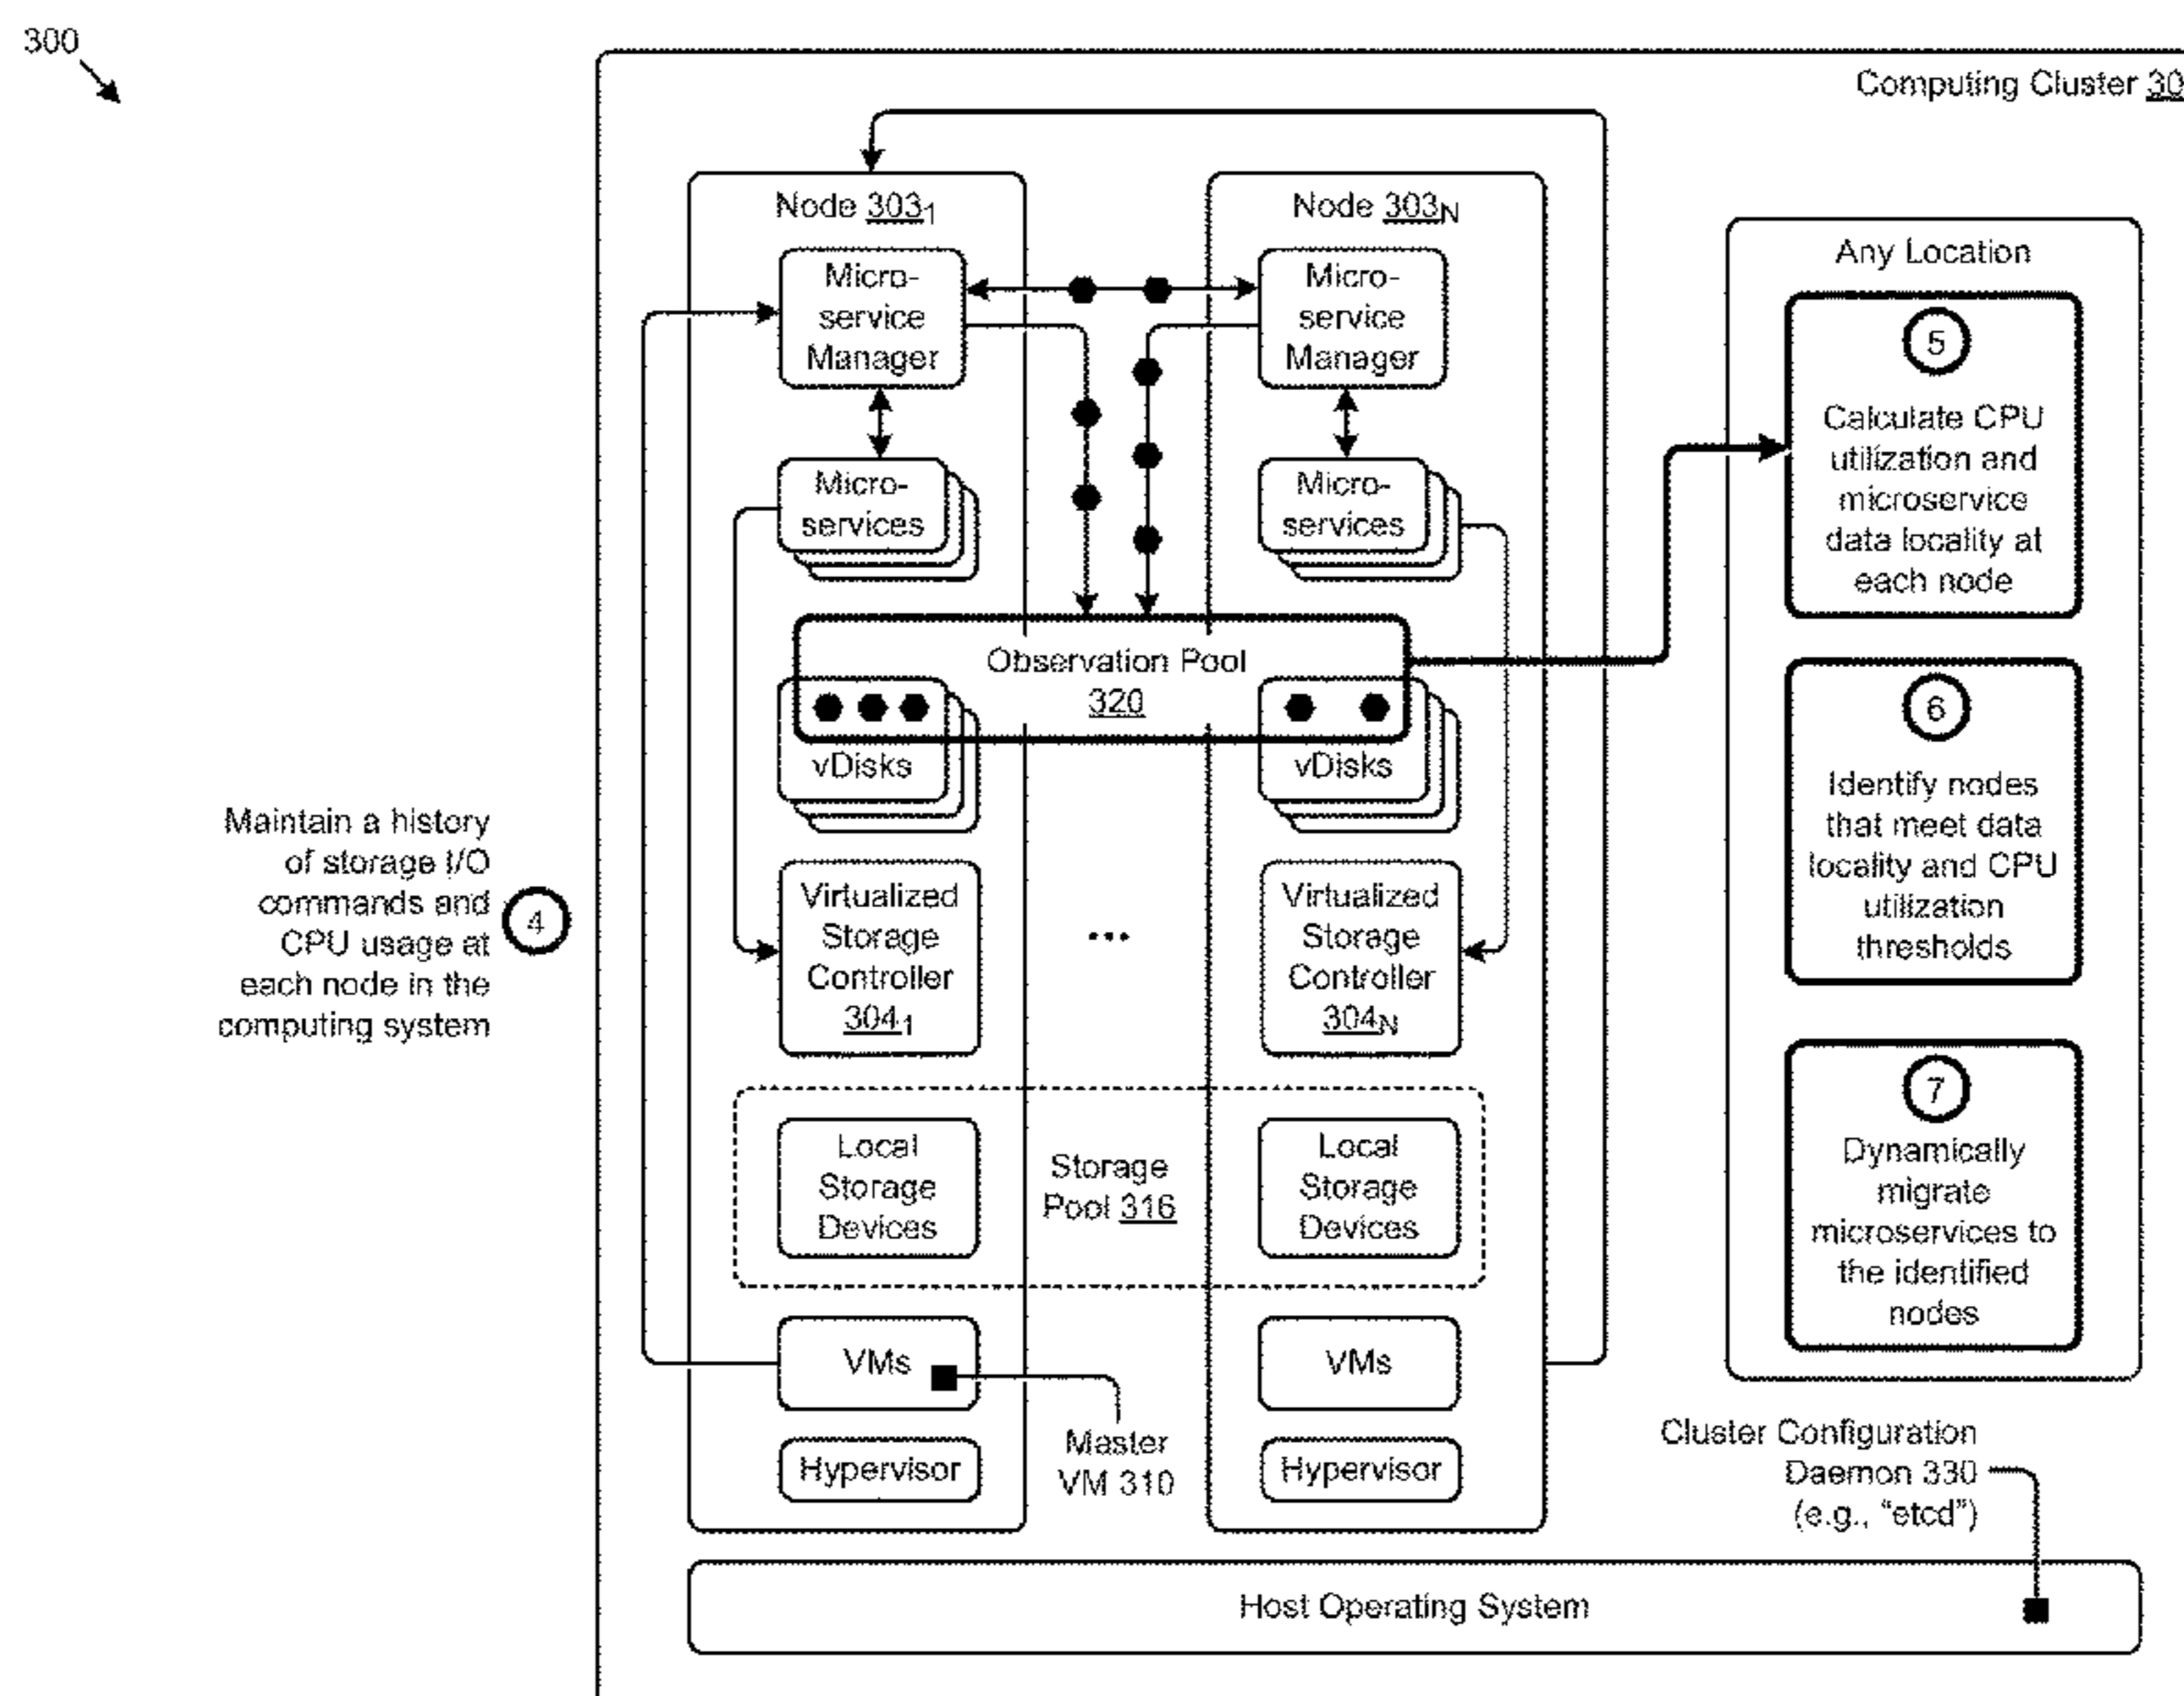 300
Computing Cluster 30
Node 303₁
Micro-
service
Manager
Micro-
services
Node 303N
Micro-
service
Manager
Micro-
services
Observation Pool
320
vDisks
vDisks
Maintain a history
of storage I/O
commands and
CPU usage at
each node in the
computing system
4
Virtualized
Storage
Controller
304₁
...
Virtualized
Storage
Controller
304N
Local
Storage
Devices
Storage
Pool 316
Local
Storage
Devices
VMs
VMs
Master
VM 310
Hypervisor
Hypervisor
Any Location
5
Calculate CPU
utilization and
microservice
data locality at
each node
6
Identify nodes
that meet data
locality and CPU
utilization
thresholds
7
Dynamically
migrate
microservices to
the identified
nodes
Cluster Configuration
Daemon 330
(e.g., “etcd”)
Host Operating System